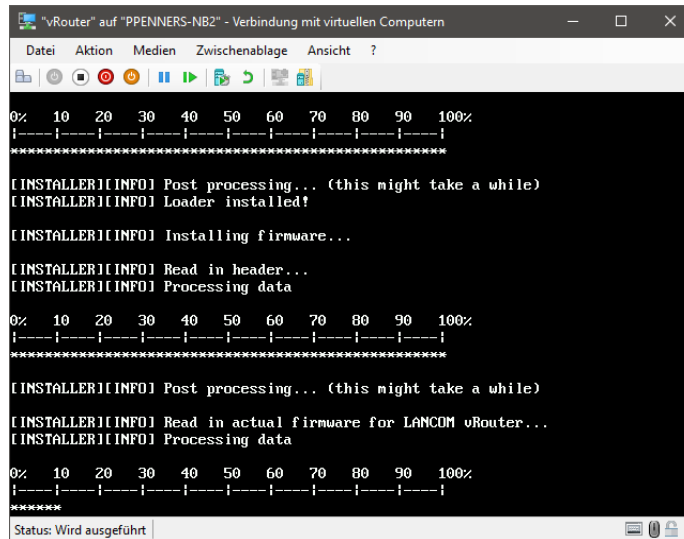 "vRouter" auf "PPENNERS-NB2" - Verbindung mit virtuellen Computern
Datei Aktion Medien Zwischenablage Ansicht ?
0% 10 20 30 40 50 60 70 80 90 100%
|----|----|----|----|----|----|----|----|----|----|
***************************************************
[INSTALLER][INFO] Post processing... (this might take a while)
[INSTALLER][INFO] Loader installed!
[INSTALLER][INFO] Installing firmware...
[INSTALLER][INFO] Read in header...
[INSTALLER][INFO] Processing data
0% 10 20 30 40 50 60 70 80 90 100%
|----|----|----|----|----|----|----|----|----|----|
***************************************************
[INSTALLER][INFO] Post processing... (this might take a while)
[INSTALLER][INFO] Read in actual firmware for LANCOM vRouter...
[INSTALLER][INFO] Processing data
0% 10 20 30 40 50 60 70 80 90 100%
|----|----|----|----|----|----|----|----|----|----|
******
Status: Wird ausgeführt